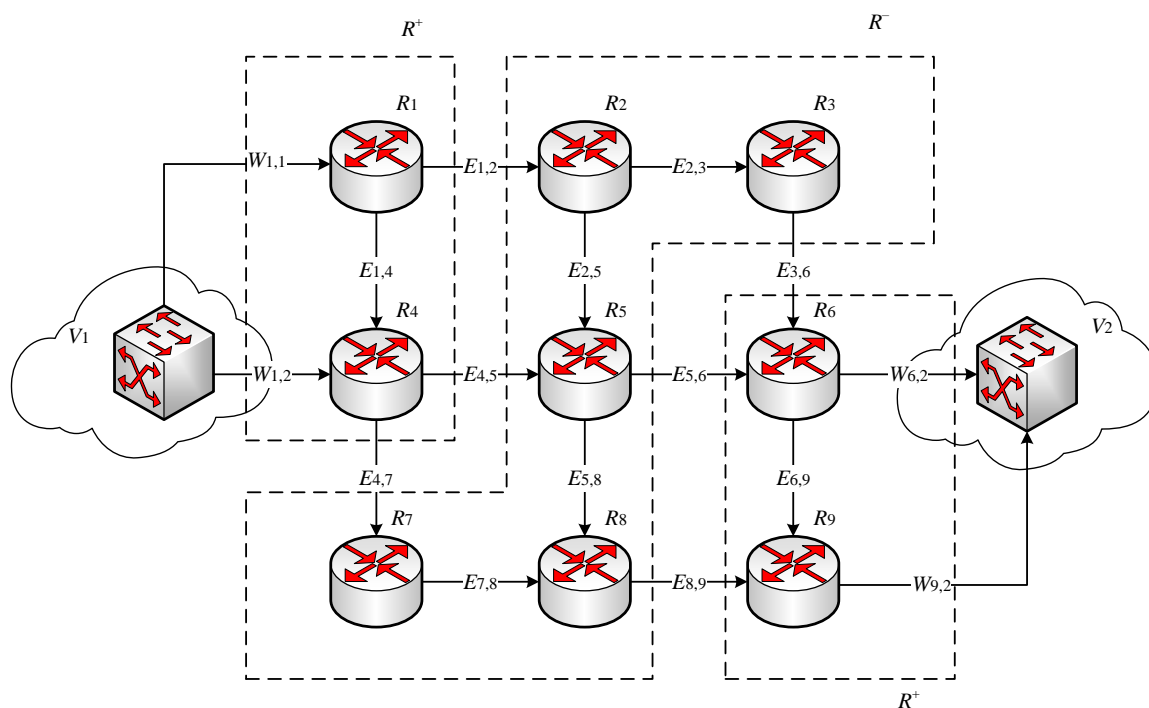 R+ R−
R1 R2 R3
W1,1 E1,2 E2,3
E1,4 E2,5 E3,6
V1 R4 R5 R6 V2
W1,2 E4,5 E5,6 W6,2
E4,7 E5,8 E6,9
R7 R8 R9
E7,8 E8,9 W9,2
R+